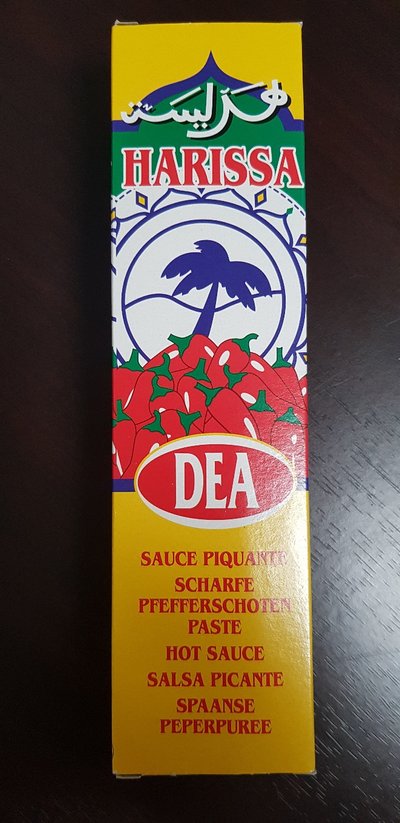 هريسة
HARISSA
DEA
SAUCE PIQUANTE
SCHARFE
PFEFFERSCHOTEN
PASTE
HOT SAUCE
SALSA PICANTE
SPAANSE
PEPERPUREE